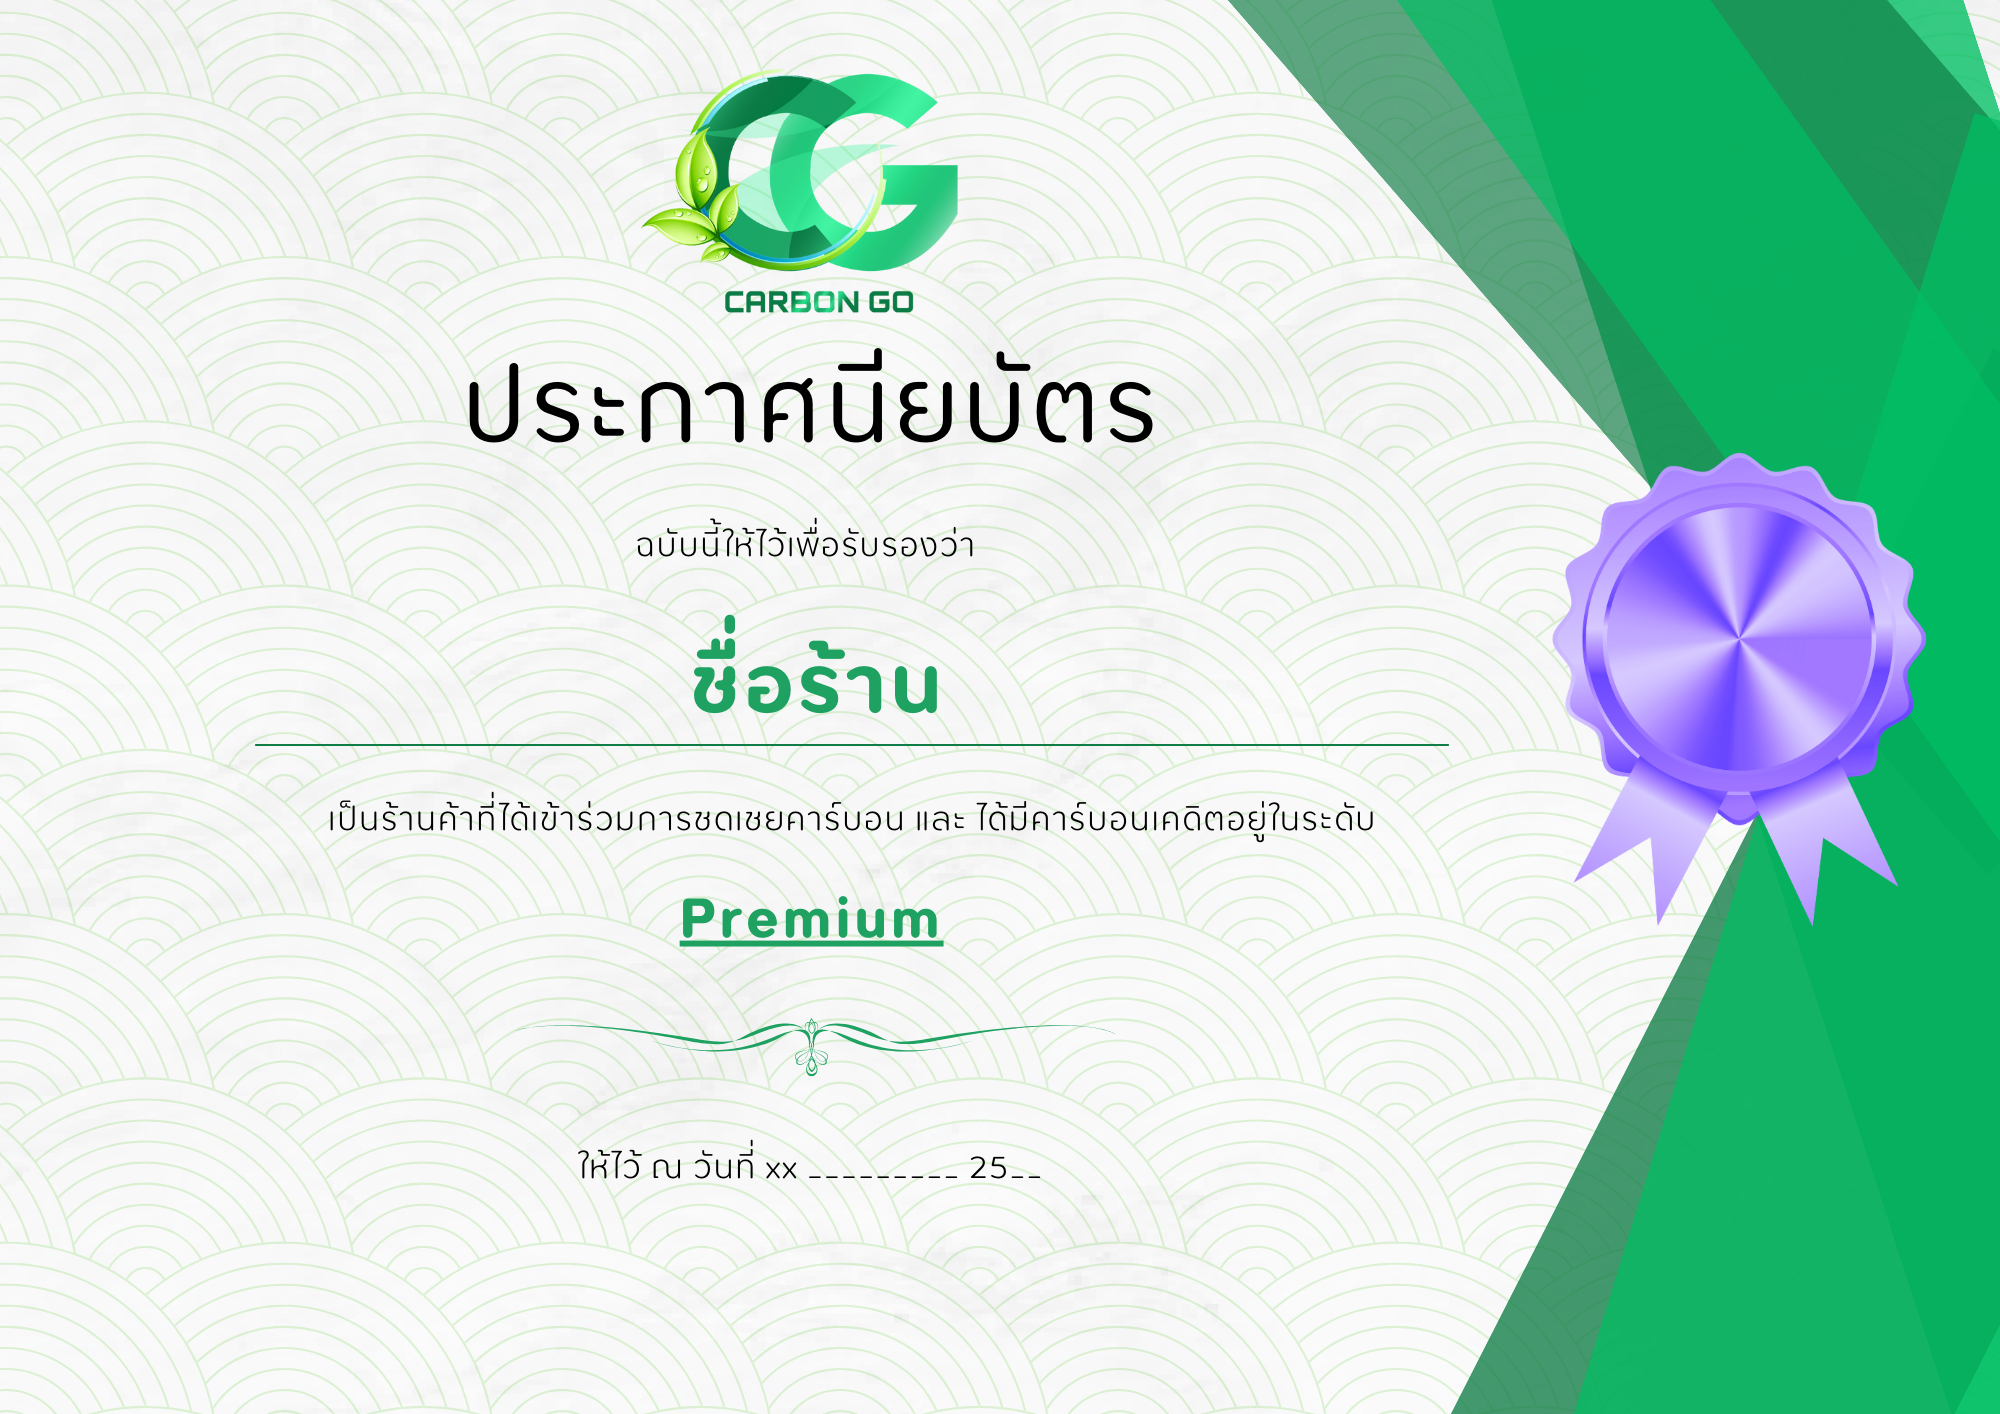 CG
CARBON GO
ประกาศนียบัตร
ฉบับนี้ให้ไว้เพื่อรับรองว่า
ชื่อร้าน
เป็นร้านค้าที่ได้เข้าร่วมการชดเชยคาร์บอน และ ได้มีคาร์บอนเคดิตอยู่ในระดับ
Premium
ให้ไว้ ณ วันที่ xx _________ 25__